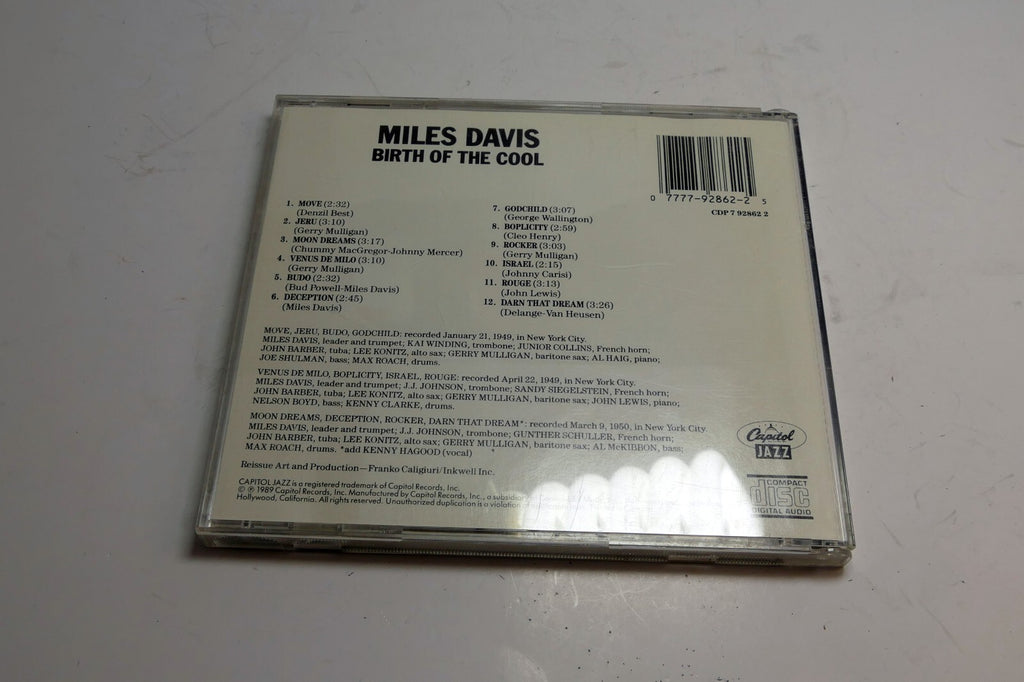 MILES DAVIS
BIRTH OF THE COOL
0 7777-92862-2 5
CDP 7 92862 2
1. MOVE (2:32)
(Denzil Best)
2. JERU (3:10)
(Gerry Mulligan)
3. MOON DREAMS (3:17)
(Chummy MacGregor-Johnny Mercer)
4. VENUS DE MILO (3:10)
(Gerry Mulligan)
5. BUDO (2:32)
(Bud Powell-Miles Davis)
6. DECEPTION (2:45)
(Miles Davis)
7. GODCHILD (3:07)
(George Wallington)
8. BOPLICITY (2:59)
(Cleo Henry)
9. ROCKER (3:03)
(Gerry Mulligan)
10. ISRAEL (2:15)
(Johnny Carisi)
11. ROUGE (3:13)
(John Lewis)
12. DARN THAT DREAM (3:26)
(Delange-Van Heusen)
MOVE, JERU, BUDO, GODCHILD: recorded January 21, 1949, in New York City.
MILES DAVIS, leader and trumpet; KAI WINDING, trombone; JUNIOR COLLINS, French horn;
JOHN BARBER, tuba; LEE KONITZ, alto sax; GERRY MULLIGAN, baritone sax; AL HAIG, piano;
JOE SHULMAN, bass; MAX ROACH, drums.
VENUS DE MILO, BOPLICITY, ISRAEL, ROUGE: recorded April 22, 1949, in New York City.
MILES DAVIS, leader and trumpet; J.J. JOHNSON, trombone; SANDY SIEGELSTEIN, French horn;
JOHN BARBER, tuba; LEE KONITZ, alto sax; GERRY MULLIGAN, baritone sax; JOHN LEWIS, piano;
NELSON BOYD, bass; KENNY CLARKE, drums.
MOON DREAMS, DECEPTION, ROCKER, DARN THAT DREAM*: recorded March 9, 1950, in New York City.
MILES DAVIS, leader and trumpet; J.J. JOHNSON, trombone; GUNTHER SCHULLER, French horn;
JOHN BARBER, tuba; LEE KONITZ, alto sax; GERRY MULLIGAN, baritone sax; AL McKIBBON, bass;
MAX ROACH, drums. *add KENNY HAGOOD (vocal)
Reissue Art and Production—Franko Caligiuri/Inkwell Inc.
CAPITOL JAZZ is a registered trademark of Capitol Records, Inc.
© ℗ 1989 Capitol Records, Inc. Manufactured by Capitol Records, Inc., a
Hollywood, California. All rights reserved. Unauthorized duplication is a violation
Capitol
JAZZ
COMPACT
disc
DIGITAL AUDIO